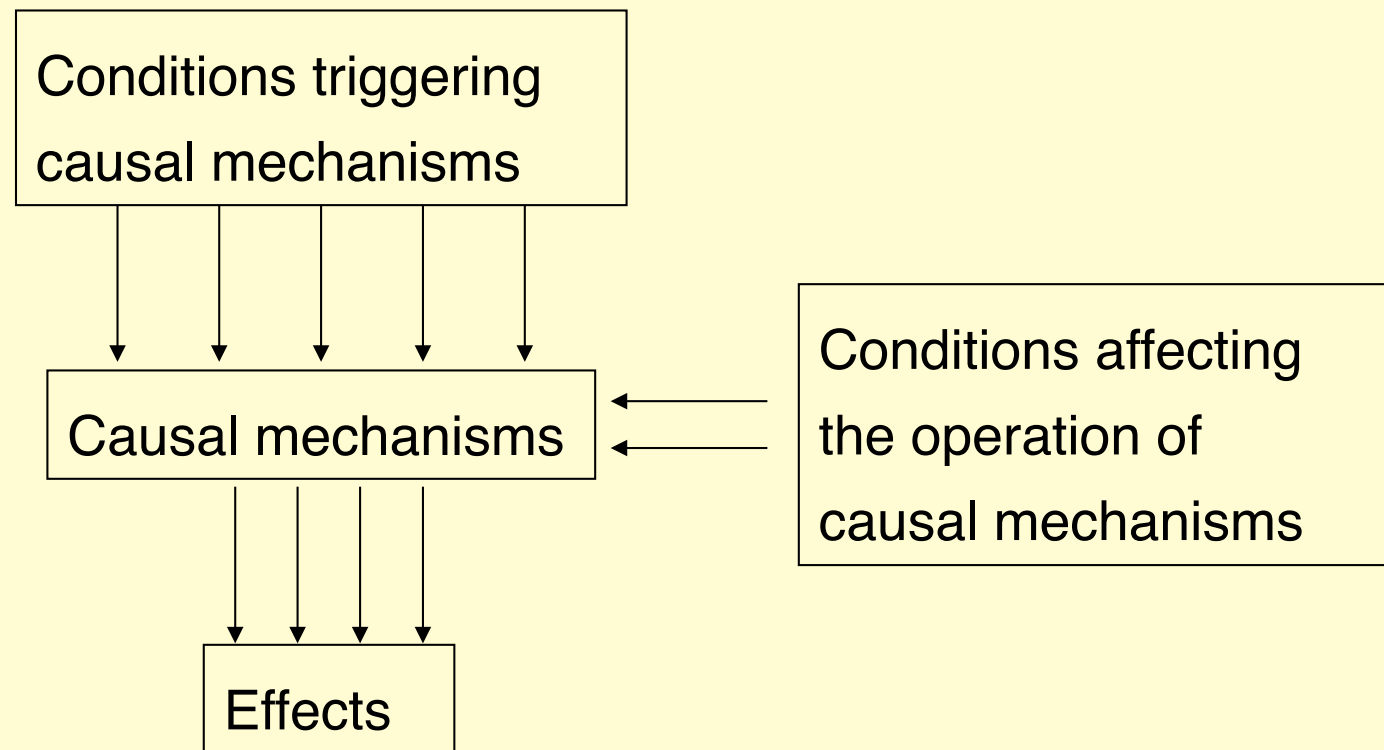 Conditions triggering
causal mechanisms
Causal mechanisms
Conditions affecting
the operation of
causal mechanisms
Effects